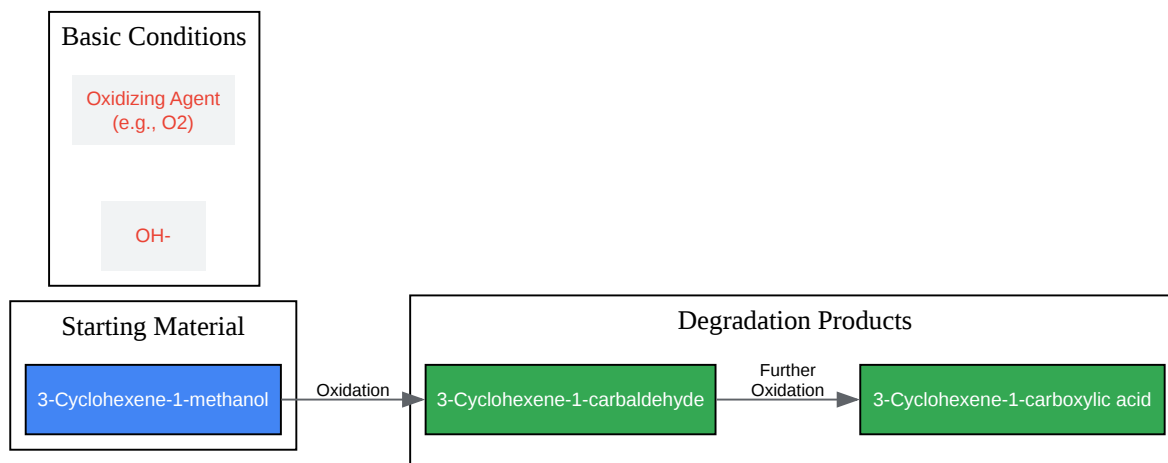 Basic Conditions
Oxidizing Agent
(e.g., O2)
OH-
Starting Material
3-Cyclohexene-1-methanol
Oxidation
Degradation Products
3-Cyclohexene-1-carbaldehyde
Further
Oxidation
3-Cyclohexene-1-carboxylic acid